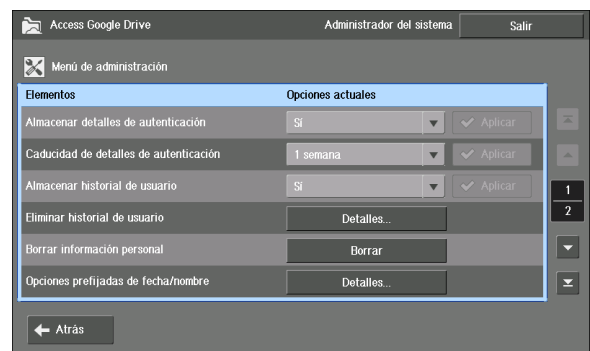 Access Google Drive Administrador del sistema Salir
Menú de administración
Elementos Opciones actuales
Almacenar detalles de autenticación Sí Aplicar
Caducidad de detalles de autenticación 1 semana Aplicar
Almacenar historial de usuario Sí Aplicar
1
Eliminar historial de usuario Detalles... 2
Borrar información personal Borrar
Opciones prefijadas de fecha/nombre Detalles...
Atrás